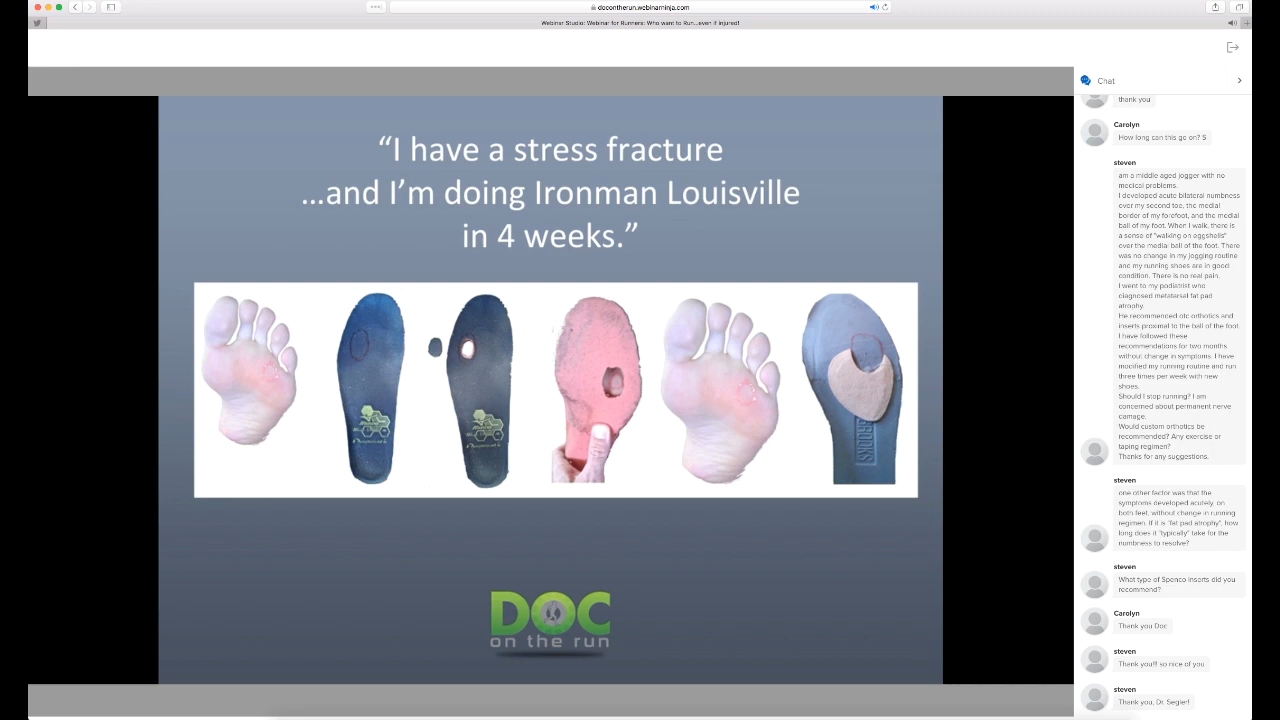 docontherun.webinarninja.com
Webinar Studio: Webinar for Runners: Who want to Run...even if injured!
Chat
“I have a stress fracture
...and I’m doing Ironman Louisville
in 4 weeks.”
BROOKS
DOC
on the run
thank you
Carolyn
How long can this go on? S
steven
am a middle aged jogger with no
medical problems.
I developed acute bilateral numbness
over my second toe, the medial
border of my forefoot, and the medial
ball of my foot. When I walk, there is
a sense of "walking on eggshells"
over the medial ball of the foot. There
was no change in my jogging routine
and my running shoes are in good
condition. There is no real pain.
I went to my podiatrist who
diagnosed metatarsal fat pad
atrophy.
He recommended otc orthotics and
inserts proximal to the ball of the foot.
I have followed these
recommendations for two months
without change in symptoms. I have
modified my running routine and run
three times per week with new
shoes.
Should I stop running? I am
concerned about permanent nerve
damage.
Would custom orthotics be
recommended? Any exercise or
taping regimen?
Thanks for any suggestions.
steven
one other factor was that the
symptoms developed acutely, on
both feet, without change in running
regimen. If it is "fat pad atrophy", how
long does it "typically" take for the
numbness to resolve?
steven
What type of Spenco inserts did you
recommend?
Carolyn
Thank you Doc
steven
Thank you!!! so nice of you
steven
Thank you, Dr. Segler!